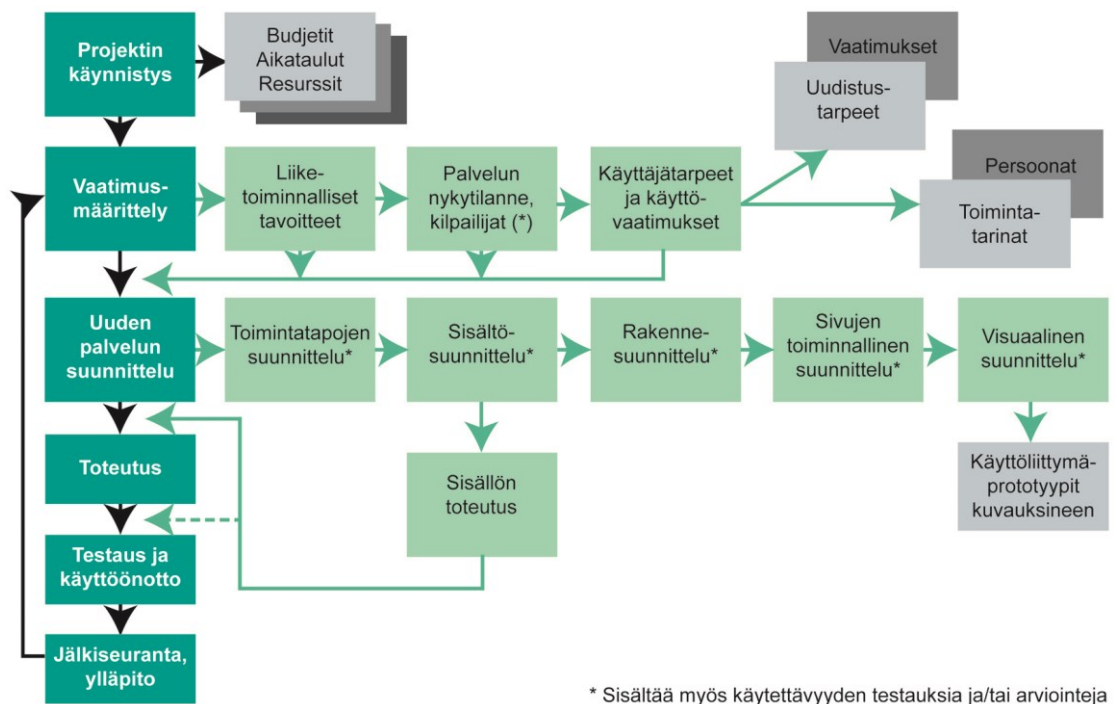 Projektin
käynnistys
Budjetit
Aikataulut
Resurssit
Vaatimukset
Uudistus-
tarpeet
Vaatimus-
määrittely
Liike-
toiminnalliset
tavoitteet
Palvelun
nykytilanne,
kilpailijat (*)
Käyttäjätarpeet
ja käyttö-
vaatimukset
Persoonat
Toiminta-
tarinat
Uuden
palvelun
suunnittelu
Toimintatapojen
suunnittelu*
Sisältö-
suunnittelu*
Rakenne-
suunnittelu*
Sivujen
toiminnallinen
suunnittelu*
Visuaalinen
suunnittelu*
Toteutus
Sisällön
toteutus
Käyttöliittymä-
prototyypit
kuvauksineen
Testaus ja
käyttöönotto
Jälkiseuranta,
ylläpito
* Sisältää myös käytettävyyden testauksia ja/tai arviointeja